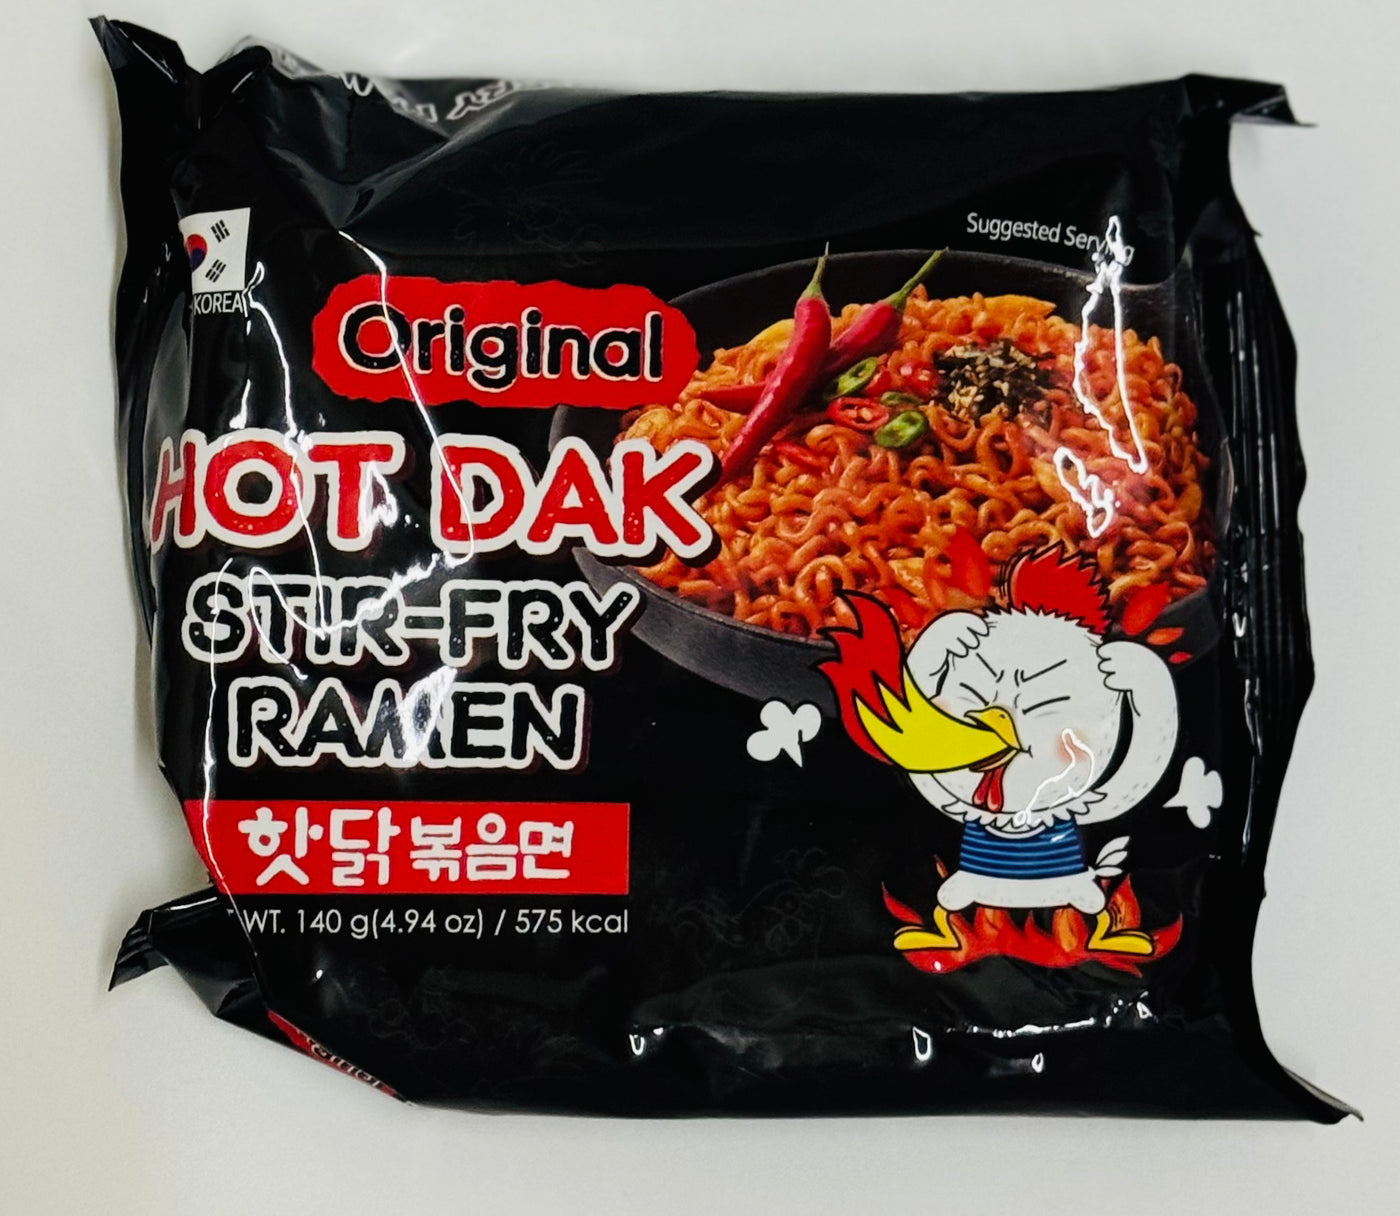 Suggested Serving
KOREA
Original
HOT DAK
STIR-FRY
RAMEN
핫닭볶음면
WT. 140 g(4.94 oz) / 575 kcal